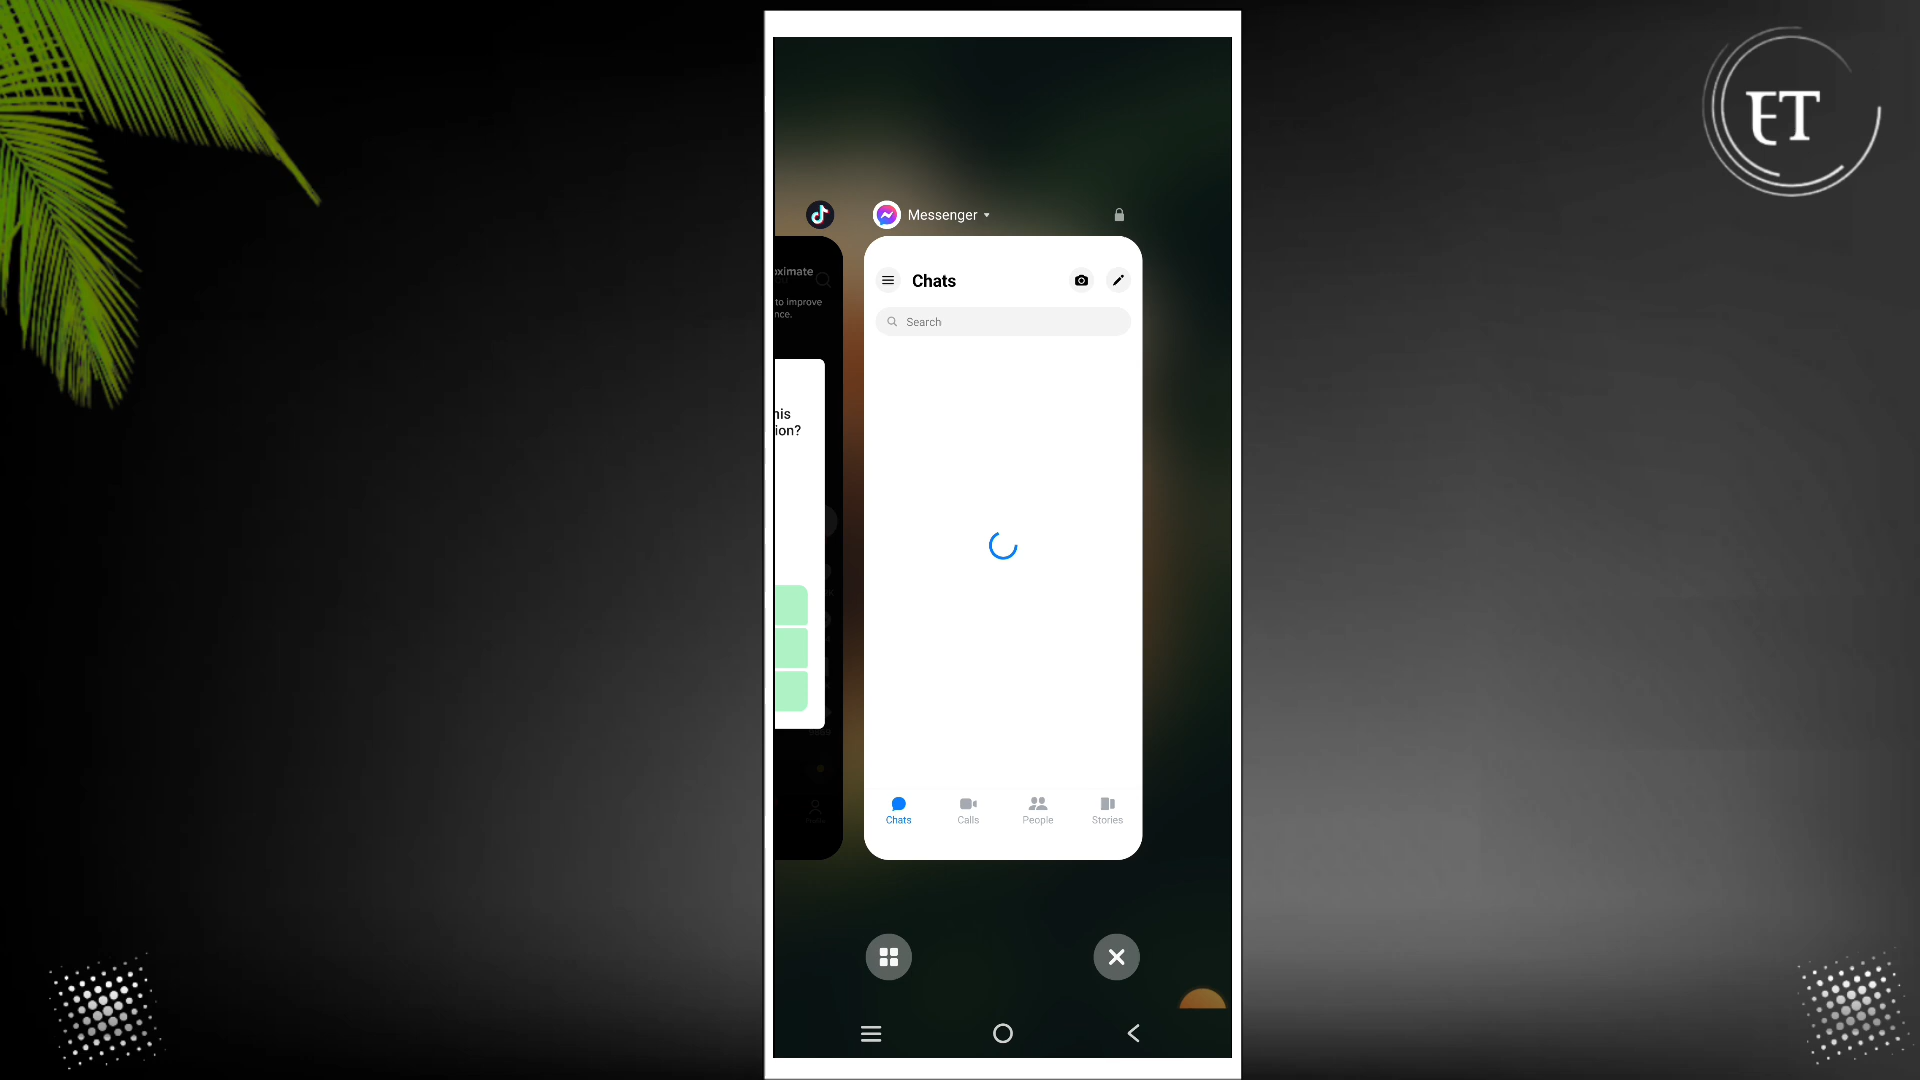 ET
Messenger
oximate
to improve
nce.
Chats
Search
his
ion?
Chats
Calls
People
Stories